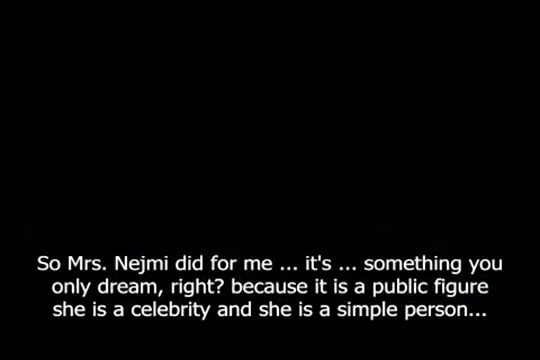 So Mrs. Nejmi did for me ... it's ... something you
only dream, right? because it is a public figure
she is a celebrity and she is a simple person...